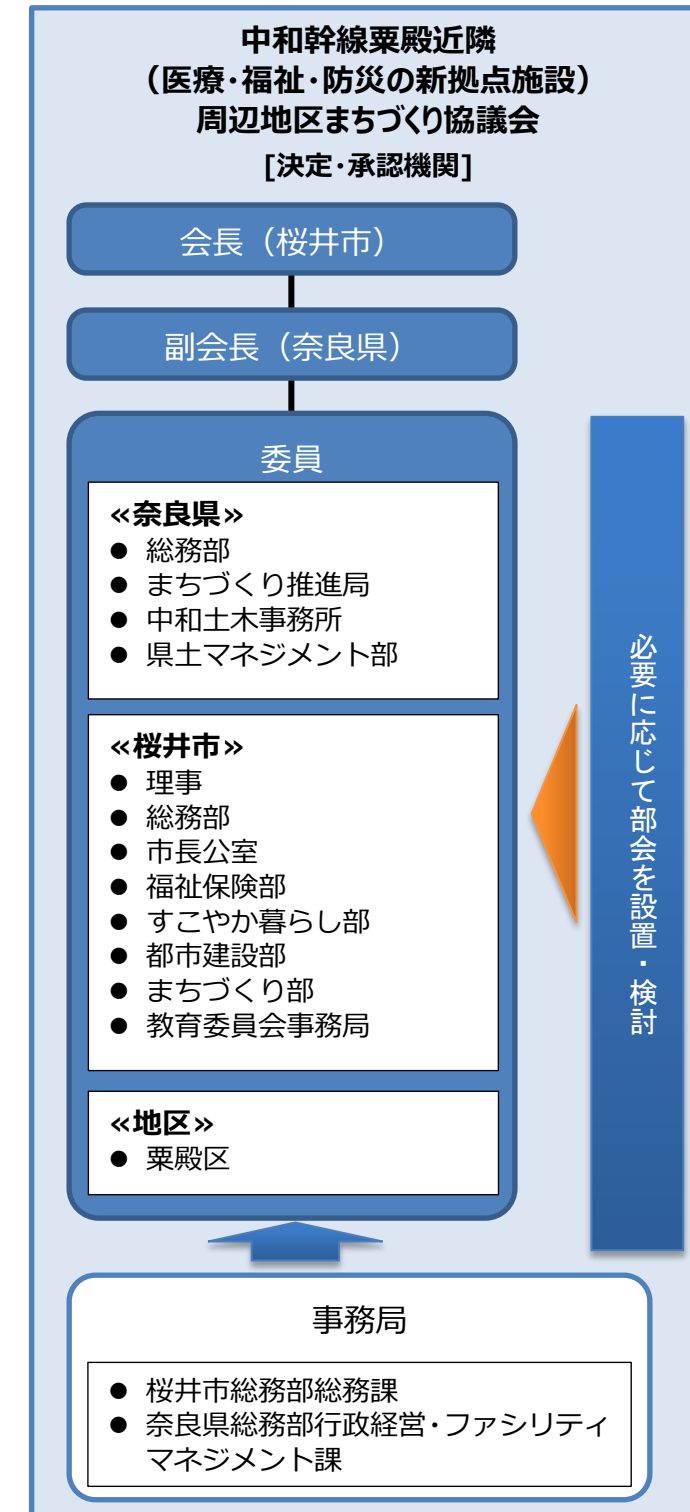 中和幹線粟殿近隣
（医療・福祉・防災の新拠点施設）
周辺地区まちづくり協議会
[決定・承認機関]
会長（桜井市）
副会長（奈良県）
委員
≪奈良県≫
● 総務部
● まちづくり推進局
● 中和土木事務所
● 県土マネジメント部
≪桜井市≫
● 理事
● 総務部
● 市長公室
● 福祉保険部
● すこやか暮らし部
● 都市建設部
● まちづくり部
● 教育委員会事務局
≪地区≫
● 粟殿区
必要に応じて部会を設置・検討
事務局
● 桜井市総務部総務課
● 奈良県総務部行政経営・ファシリティ
マネジメント課